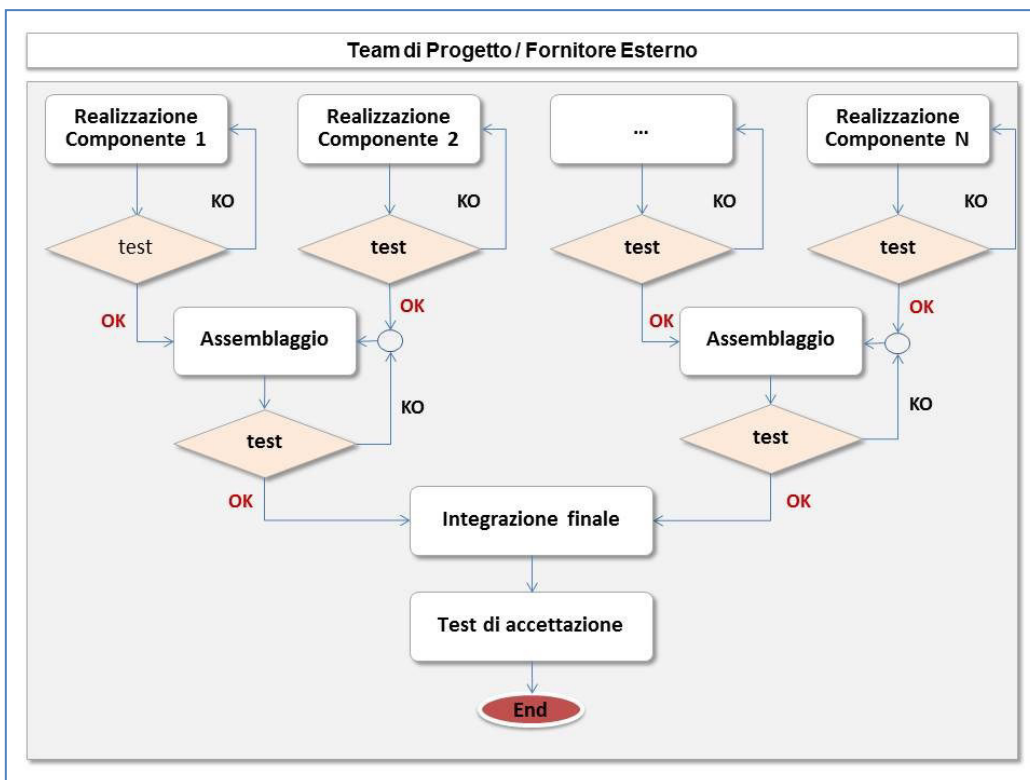 Team di Progetto / Fornitore Esterno
Realizzazione
Componente 1
Realizzazione
Componente 2
...
Realizzazione
Componente N
KO
KO
KO
KO
test
test
test
test
OK
OK
OK
OK
Assemblaggio
Assemblaggio
KO
KO
test
test
OK
OK
Integrazione finale
Test di accettazione
End